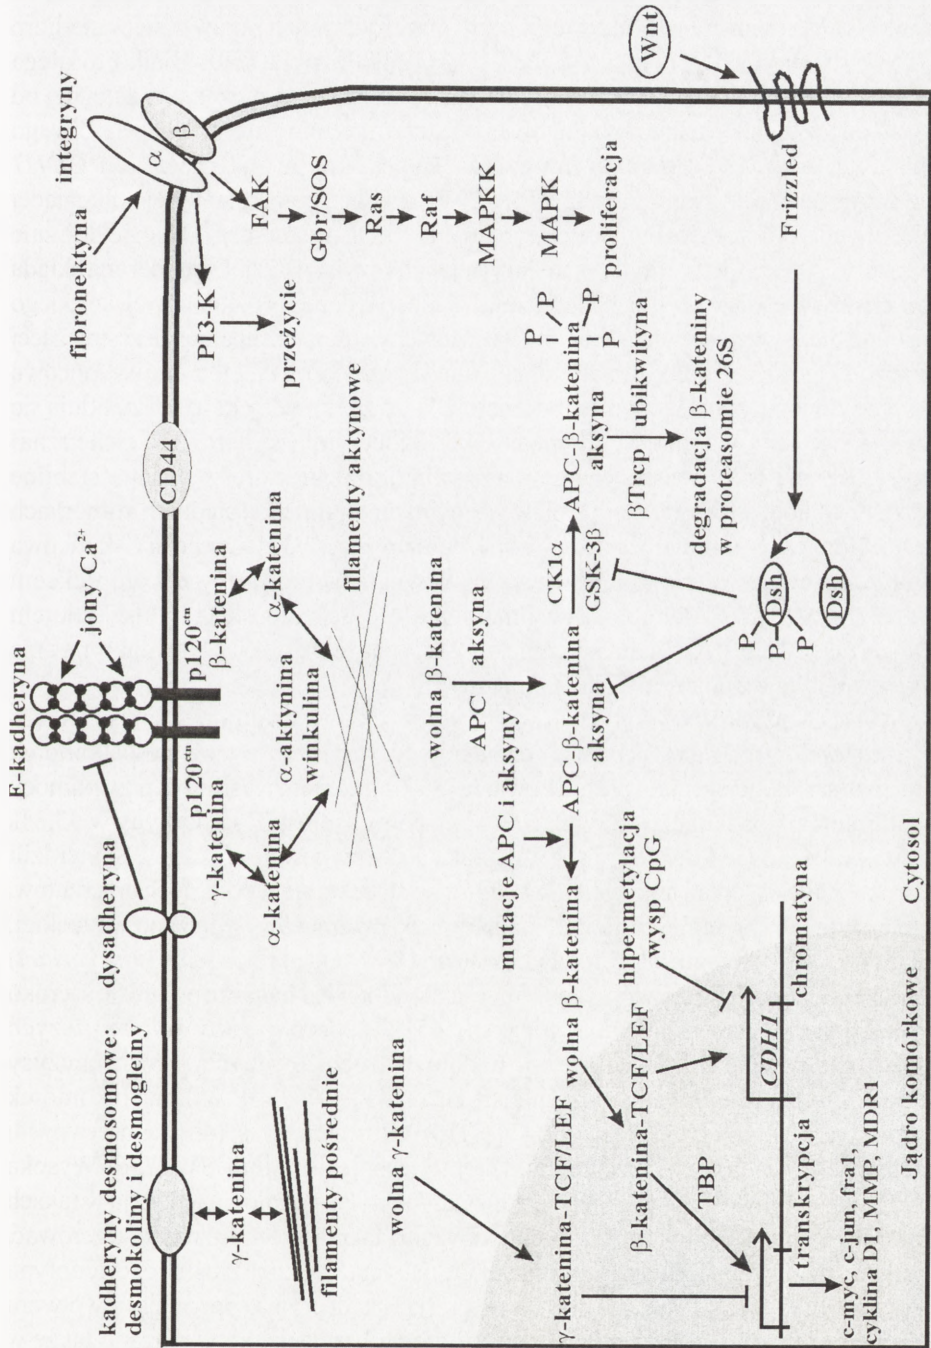 kadheryny desmosomowe:
desmokoliny i desmogleiny
dysadheryna
E-kadheryna
jony Ca²⁺
CD44
fibronektyna
integryny
α
β
γ-katenina
filamenty pośrednie
p120ctn
γ-katenina
α-katenina
p120ctn
β-katenina
α-katenina
α-aktynina
winkulina
filamenty aktynowe
PI3-K
przeżycie
FAK
Gbr/SOS
Ras
Raf
MAPKK
MAPK
proliferacja
Wnt
Frizzled
wolna γ-katenina
mutacje APC i aksyny
wolna β-kaenina
APC
aksyna
γ-katenina-TCF/LEF
wolna β-katenina
APC-β-katenina
aksyna
CK1α
GSK-3β
APC-β-katenina
aksyna
P
P
P
P
βTrcp
ubikwityna
degradacja β-kateniny
w proteasomie 26S
β-katenina-TCF/LEF
TBP
hipermetylacja
wysp CpG
P
P
P
Dsh
Dsh
CDH1
transkrypcja
chromatyna
c-myc, c-jun, fra1,
cyklina D1, MMP, MDR1
Jądro komórkowe
Cytosol